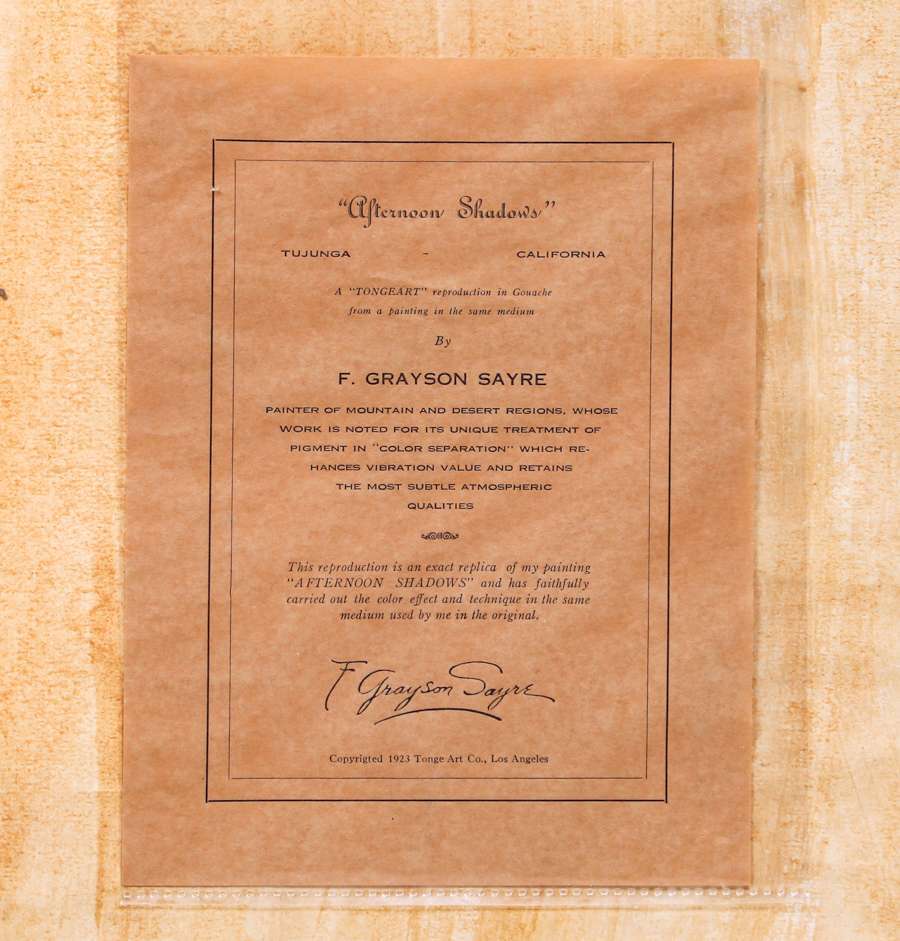 "Afternoon Shadows"
TUJUNGA - CALIFORNIA
A "TONGEART" reproduction in Gouache
from a painting in the same medium
By
F. GRAYSON SAYRE
PAINTER OF MOUNTAIN AND DESERT REGIONS, WHOSE
WORK IS NOTED FOR ITS UNIQUE TREATMENT OF
PIGMENT IN "COLOR SEPARATION" WHICH RE-
HANCES VIBRATION VALUE AND RETAINS
THE MOST SUBTLE ATMOSPHERIC
QUALITIES
This reproduction is an exact replica of my painting
"AFTERNOON SHADOWS" and has faithfully
carried out the color effect and technique in the same
medium used by me in the original.
F Grayson Sayre
Copyrigted 1923 Tonge Art Co., Los Angeles